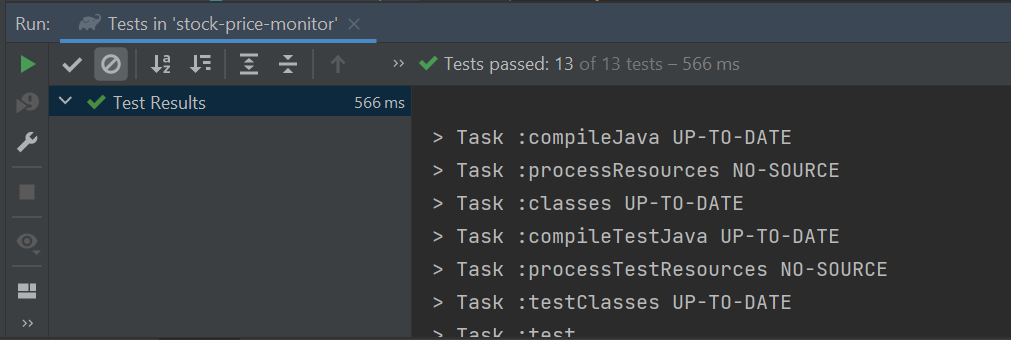 Run: Tests in 'stock-price-monitor'
Tests passed: 13 of 13 tests – 566 ms
Test Results 566 ms
> Task :compileJava UP-TO-DATE
> Task :processResources NO-SOURCE
> Task :classes UP-TO-DATE
> Task :compileTestJava UP-TO-DATE
> Task :processTestResources NO-SOURCE
> Task :testClasses UP-TO-DATE
> Task :test